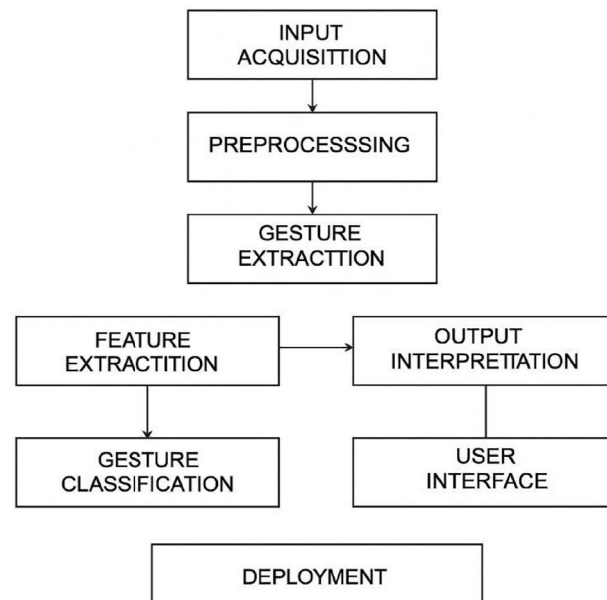 INPUT
ACQUISITTION
PREPROCESSSING
GESTURE
EXTRACTTION
FEATURE
EXTRACTITION
OUTPUT
INTERPRETTATION
GESTURE
CLASSIFICATION
USER
INTERFACE
DEPLOYMENT